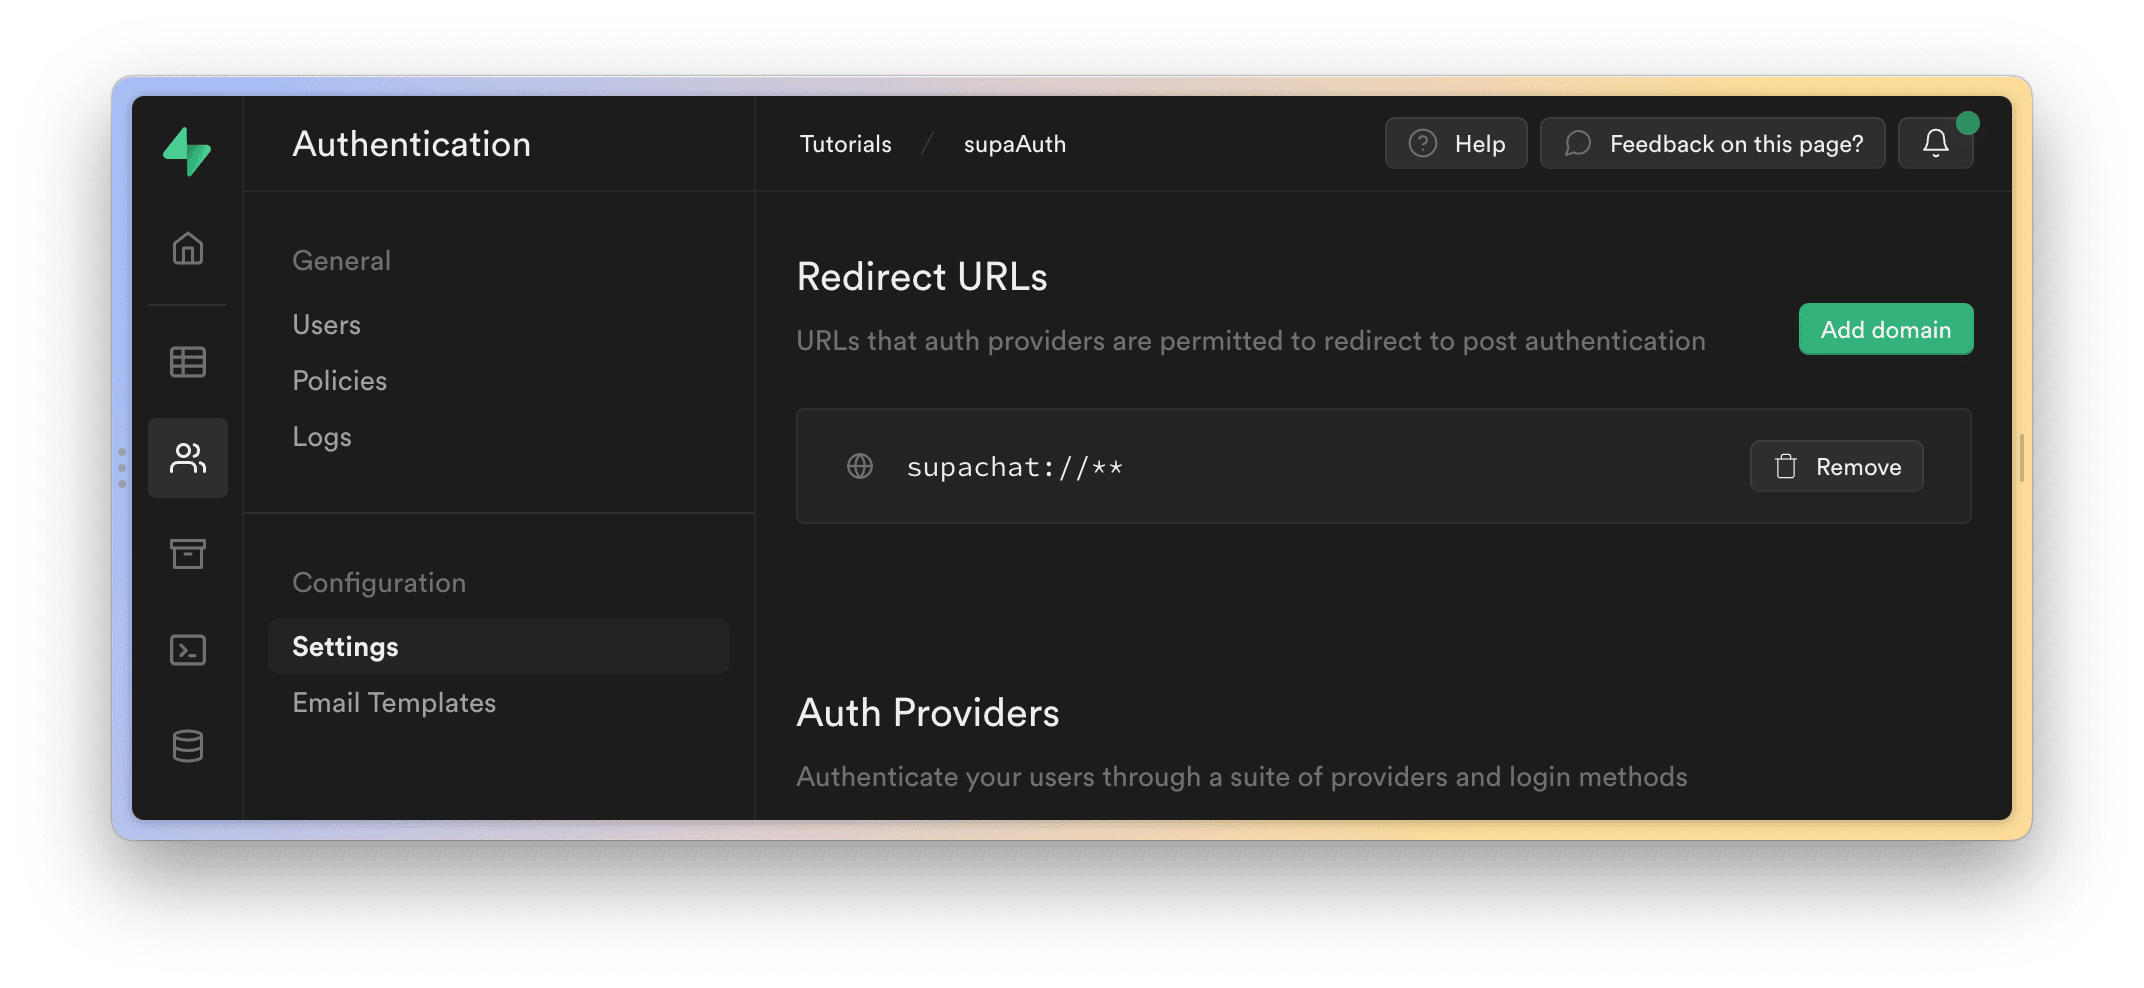 Authentication
Tutorials / supaAuth
Help
Feedback on this page?
General
Users
Policies
Logs
Configuration
Settings
Email Templates
Redirect URLs
URLs that auth providers are permitted to redirect to post authentication
Add domain
supachat://**
Remove
Auth Providers
Authenticate your users through a suite of providers and login methods